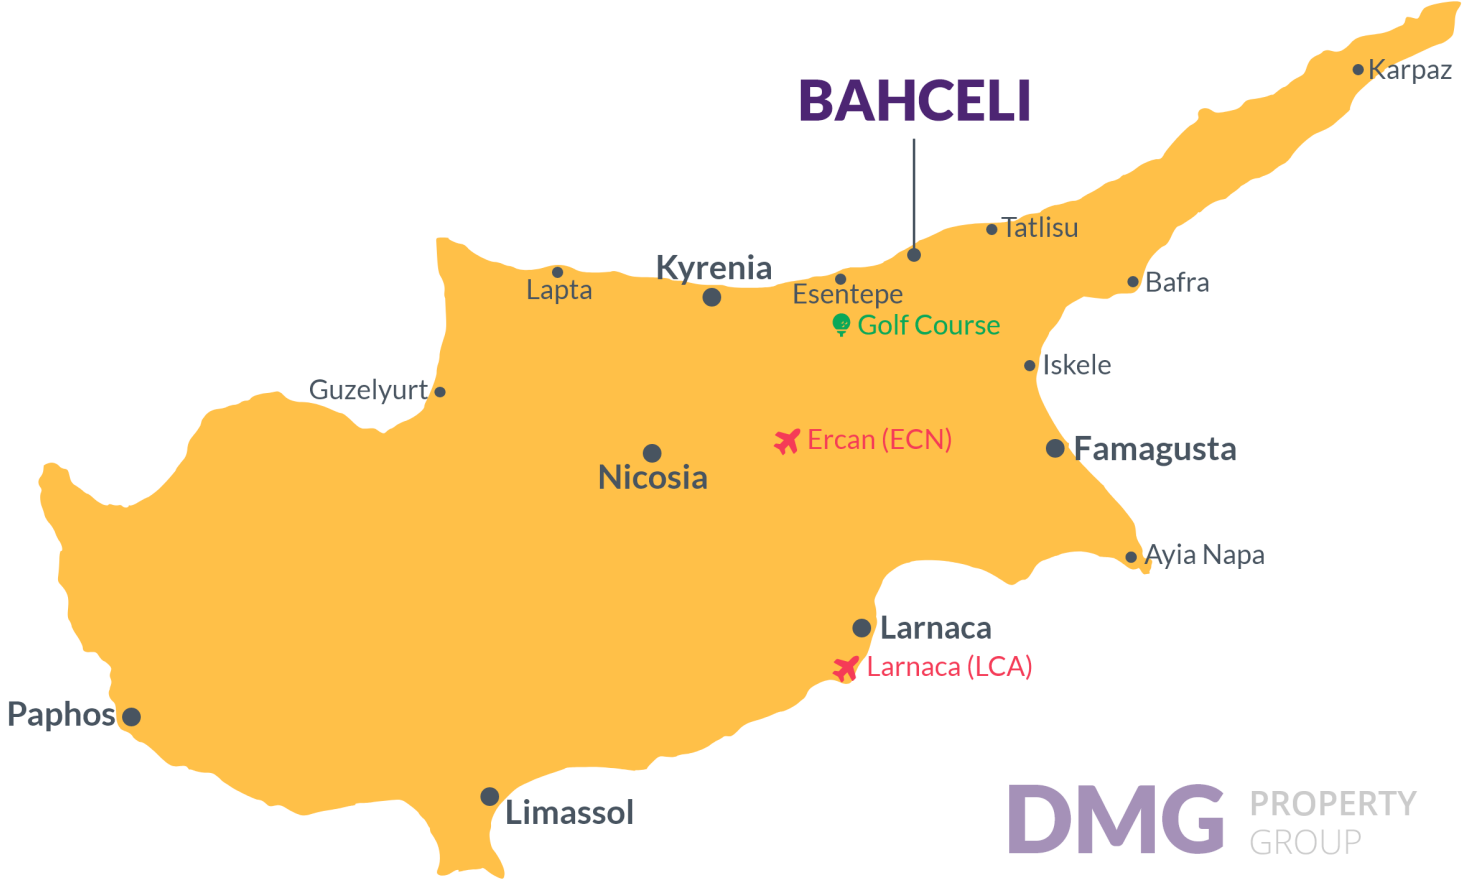 Karpaz
BAHCELI
Tatlisu
Kyrenia
Lapta
Esentepe
Bafra
Golf Course
Iskele
Guzelyurt
Ercan (ECN)
Famagusta
Nicosia
Ayia Napa
Larnaca
Larnaca (LCA)
Paphos
Limassol
DMG PROPERTY
GROUP